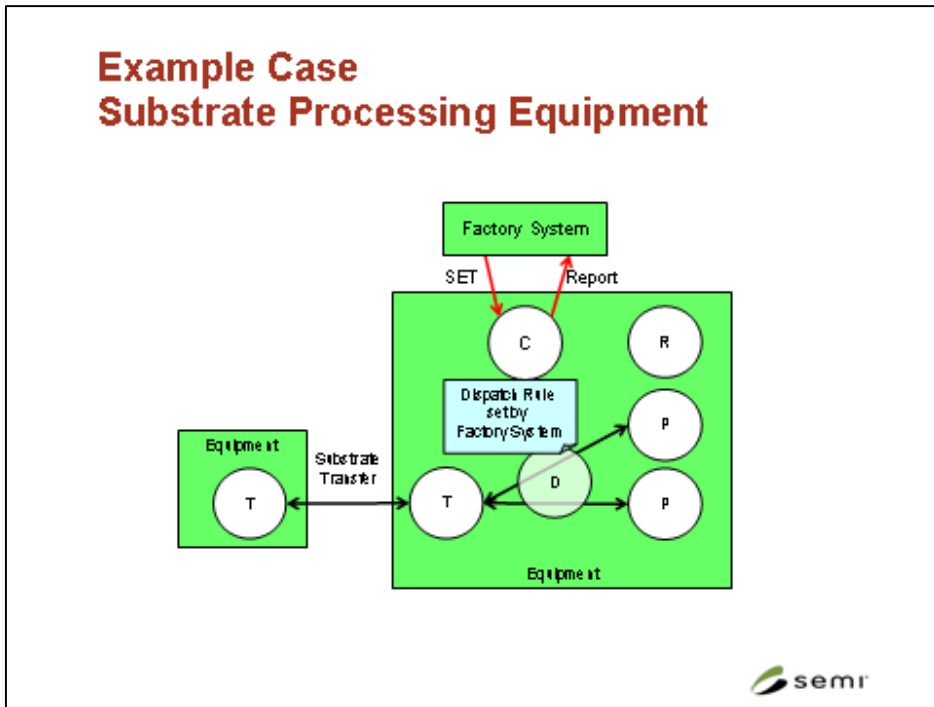 Example Case
Substrate Processing Equipment
Factory System
SET
Report
C
R
Dispatch Rule
set by
Factory System
P
Equipment
Substrate
Transfer
D
T
T
P
Equipment
semi